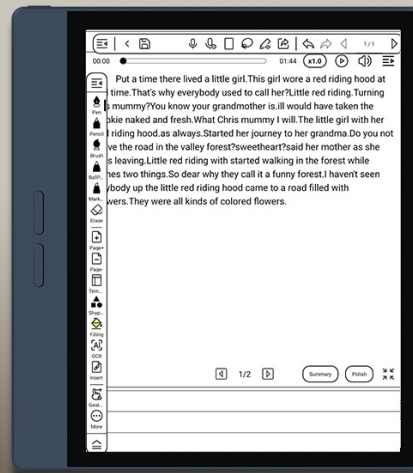 1/1
00:00
01:44
x1.0
Put a time there lived a little girl.This girl wore a red riding hood at
time.That's why everybody used to call her?Little red riding.Turning
mummy?You know your grandmother is.ill would have taken the
kie naked and fresh.What Chris mummy I will.The little girl with her
riding hood.as always.Started her journey to her grandma.Do you not
ve the road in the valley forest?sweetheart?said her mother as she
s leaving.Little red riding with started walking in the forest while
nes two things.So dear why they call it a funny forest.I haven't seen
ybody up the little red riding hood came to a road filled with
wers.They were all kinds of colored flowers.
Pen
Pencil
Brush
BallP...
Mark...
Erase
Page+
Page-
Tem...
Shap...
Filling
OCR
Insert
Gest...
More
1/2
Summary
Polish